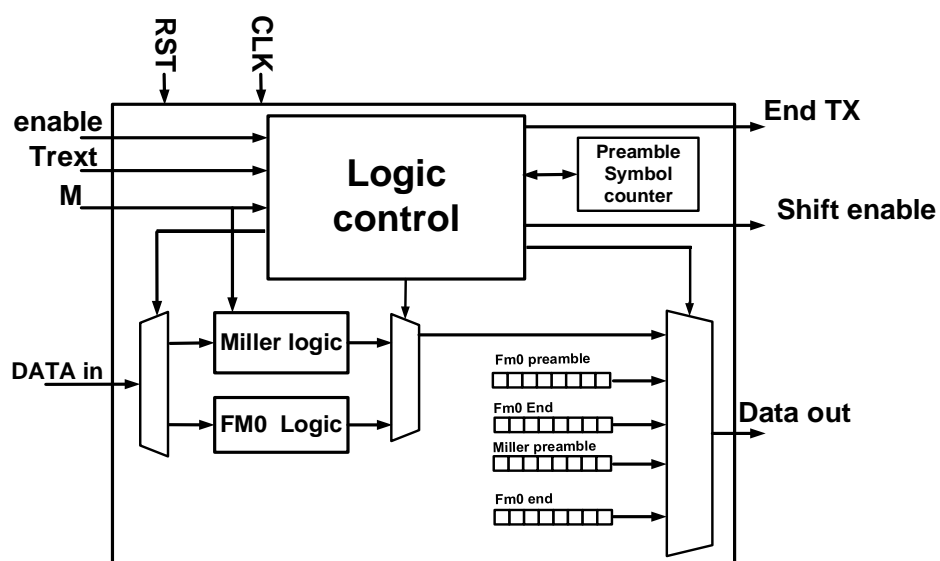 RST
CLK
enable
Trext
M
Logic
control
End TX
Preamble
Symbol
counter
Shift enable
DATA in
Miller logic
FM0 Logic
Fm0 preamble
Fm0 End
Miller preamble
Fm0 end
Data out